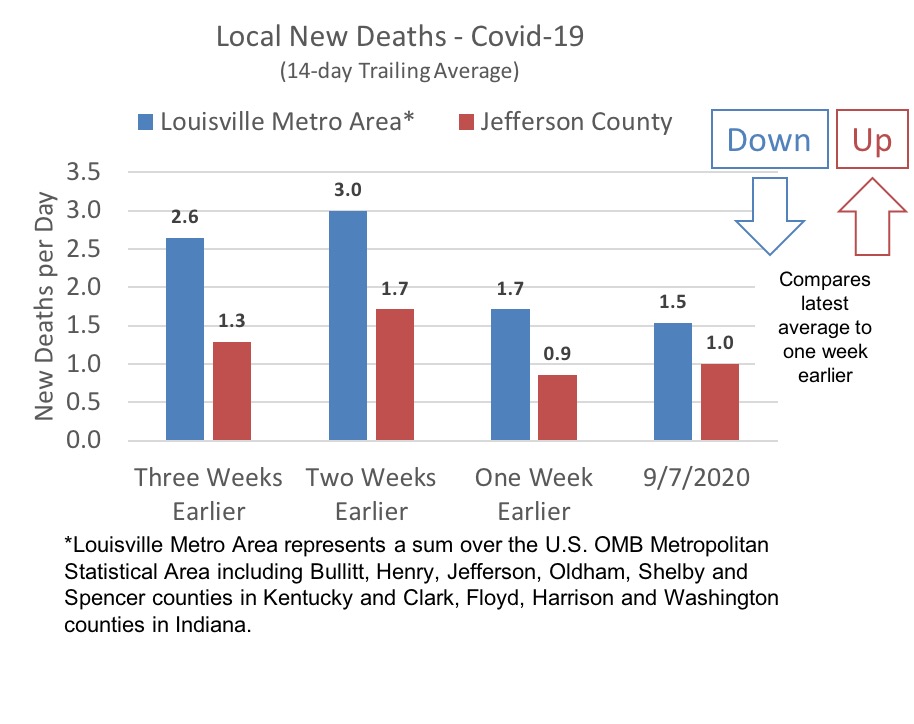 Local New Deaths - Covid-19
(14-day Trailing Average)
Louisville Metro Area* Jefferson County
Down Up
3.5
3.0
2.5
2.0
1.5
1.0
0.5
0.0
New Deaths per Day
2.6
1.3
3.0
1.7
1.7
0.9
1.5
1.0
Compares
latest
average to
one week
earlier
Three Weeks Two Weeks One Week 9/7/2020
Earlier Earlier Earlier
*Louisville Metro Area represents a sum over the U.S. OMB Metropolitan
Statistical Area including Bullitt, Henry, Jefferson, Oldham, Shelby and
Spencer counties in Kentucky and Clark, Floyd, Harrison and Washington
counties in Indiana.